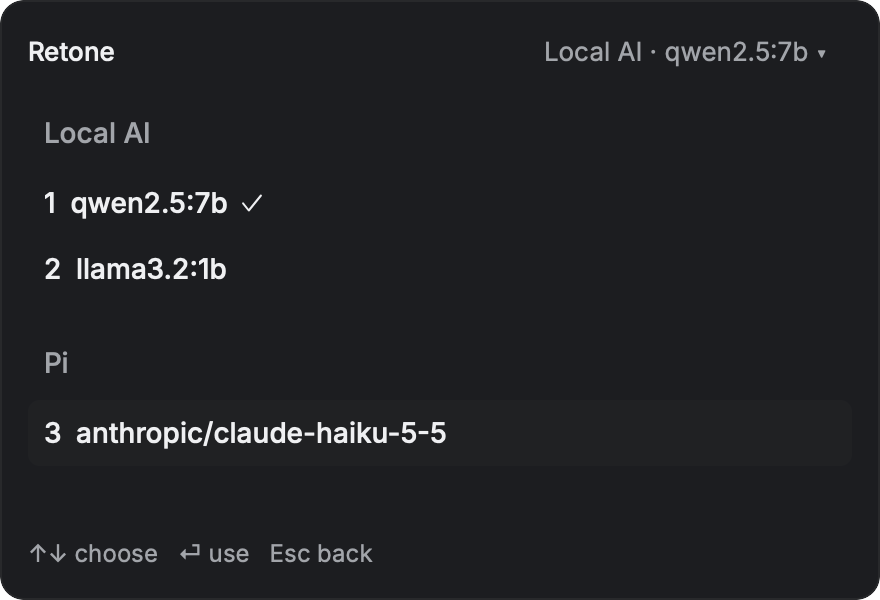 Retone
Local AI · qwen2.5:7b ▾
Local AI
1 qwen2.5:7b ✓
2 llama3.2:1b
Pi
3 anthropic/claude-haiku-5-5
↑↓ choose ⏎ use Esc back